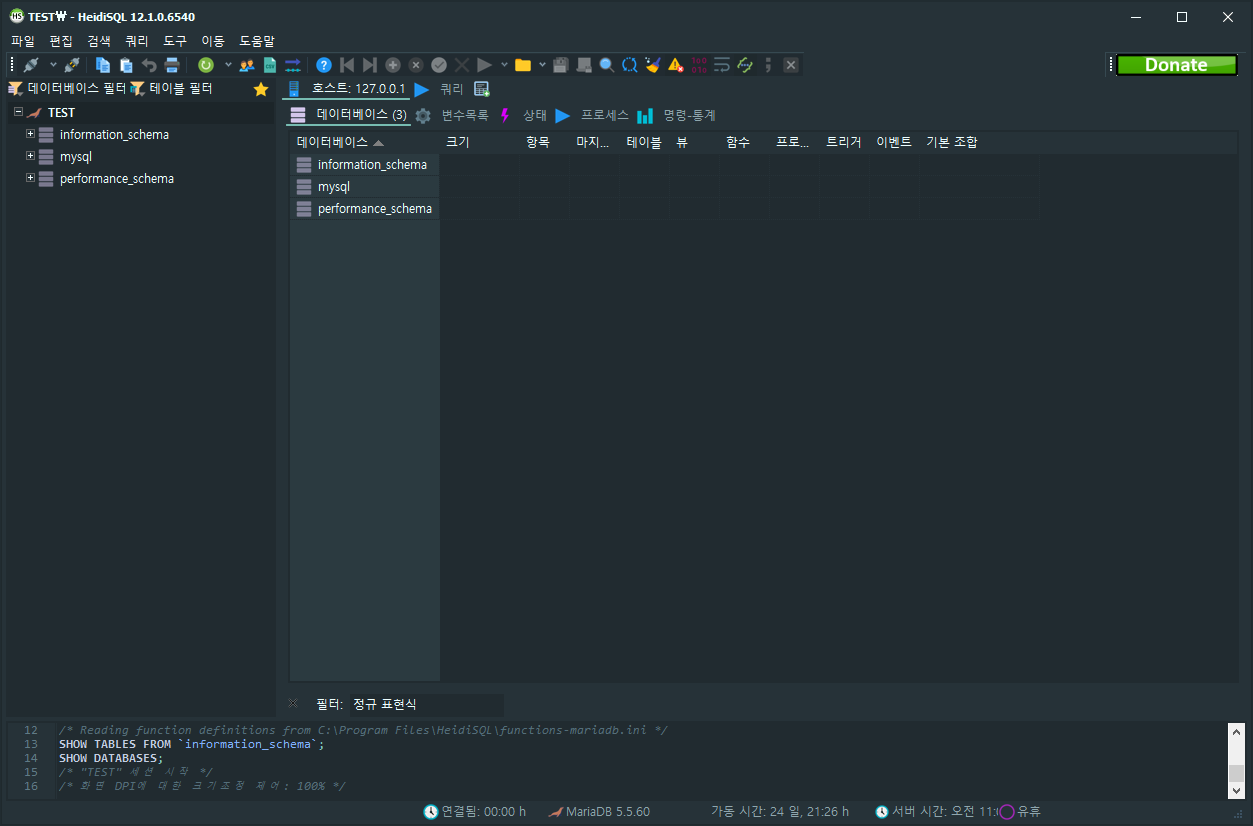 HS TEST₩ - HeidiSQL 12.1.0.6540
파일 편집 검색 쿼리 도구 이동 도움말
Donate
데이터베이스 필터 테이블 필터
호스트: 127.0.0.1 쿼리
TEST
information_schema
mysql
performance_schema
데이터베이스 (3) 변수목록 상태 프로세스 명령-통계
데이터베이스 크기 항목 마지... 테이블 뷰 함수 프로... 트리거 이벤트 기본 조합
information_schema
mysql
performance_schema
필터: 정규 표현식
12 /* Reading function definitions from C:\Program Files\HeidiSQL\functions-mariadb.ini */
13 SHOW TABLES FROM `information_schema`;
14 SHOW DATABASES;
15 /* "TEST" 세션 시작 */
16 /* 화면 DPI에 대한 크기조정 제어: 100% */
연결됨: 00:00 h MariaDB 5.5.60 가동 시간: 24 일, 21:26 h 서버 시간: 오전 11: 유휴